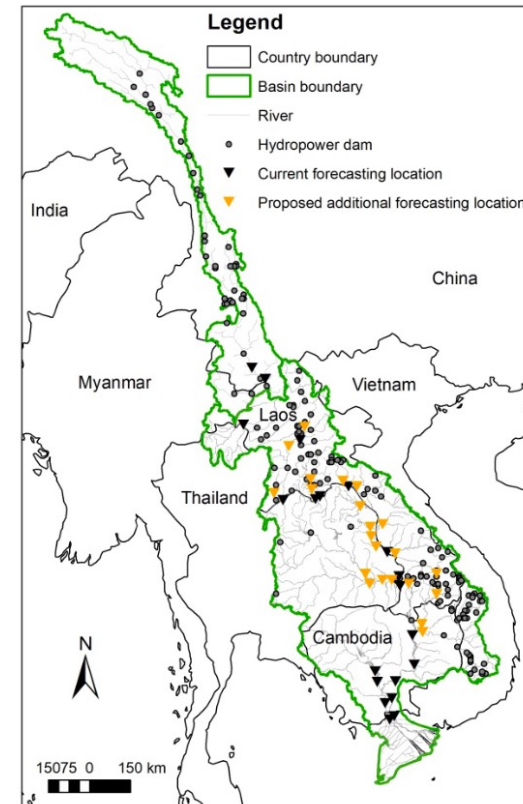 Legend
Country boundary
Basin boundary
River
Hydropower dam
Current forecasting location
Proposed additional forecasting location
India
China
Myanmar
Vietnam
Laos
Thailand
Cambodia
N
15075 0 150 km